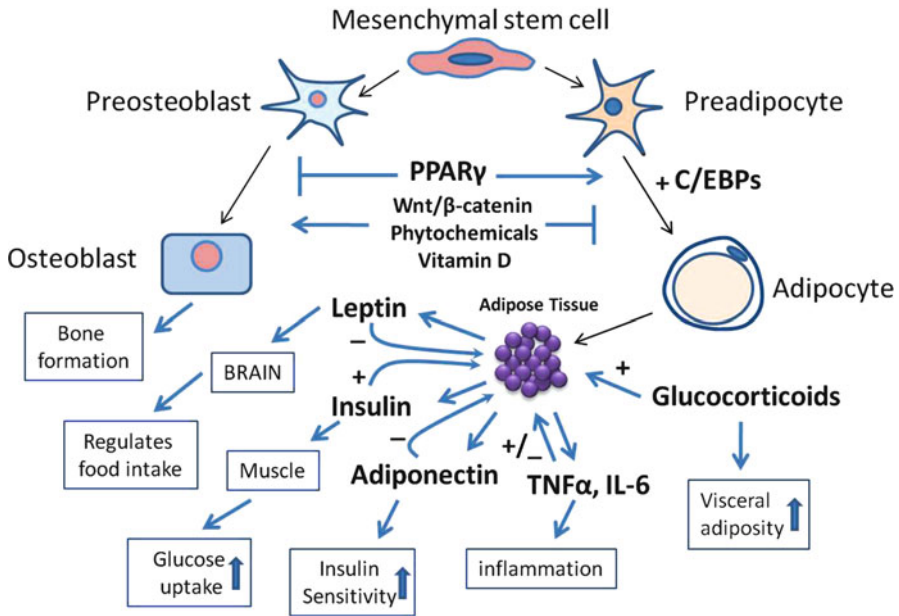 Mesenchymal stem cell
Preosteoblast
Preadipocyte
PPARγ
+ C/EBPs
Wnt/β-catenin
Phytochemicals
Vitamin D
Osteoblast
Adipocyte
Leptin
Adipose Tissue
Bone
formation
–
BRAIN
+
+
Glucocorticoids
Insulin
–
Regulates
food intake
Muscle
+/–
Adiponectin
TNFα, IL-6
Visceral
adiposity
Glucose
uptake
Insulin
Sensitivity
inflammation